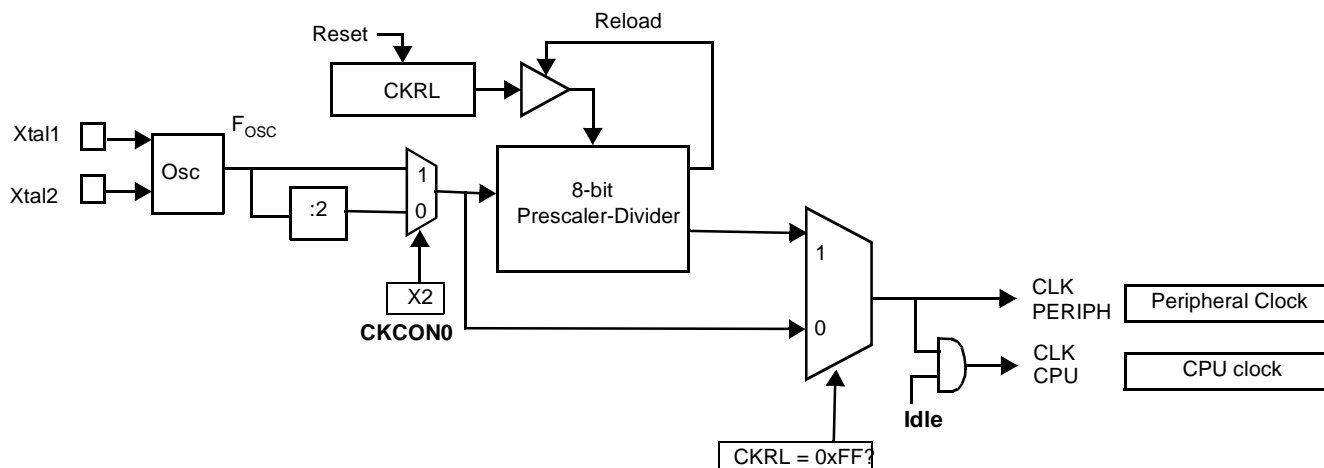 Reload
Reset
CKRL
Xtal1
Xtal2
Osc
FOSC
:2
1
0
X2
CKCON0
8-bit
Prescaler-Divider
1
0
CKRL = 0xFF?
CLK
PERIPH
Peripheral Clock
CLK
CPU
CPU clock
Idle